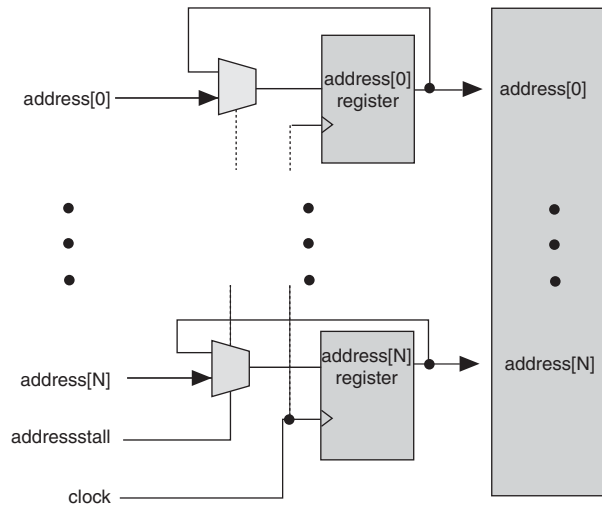 address[0]
address[0]
register
address[0]
address[N]
address[N]
register
address[N]
addressstall
clock